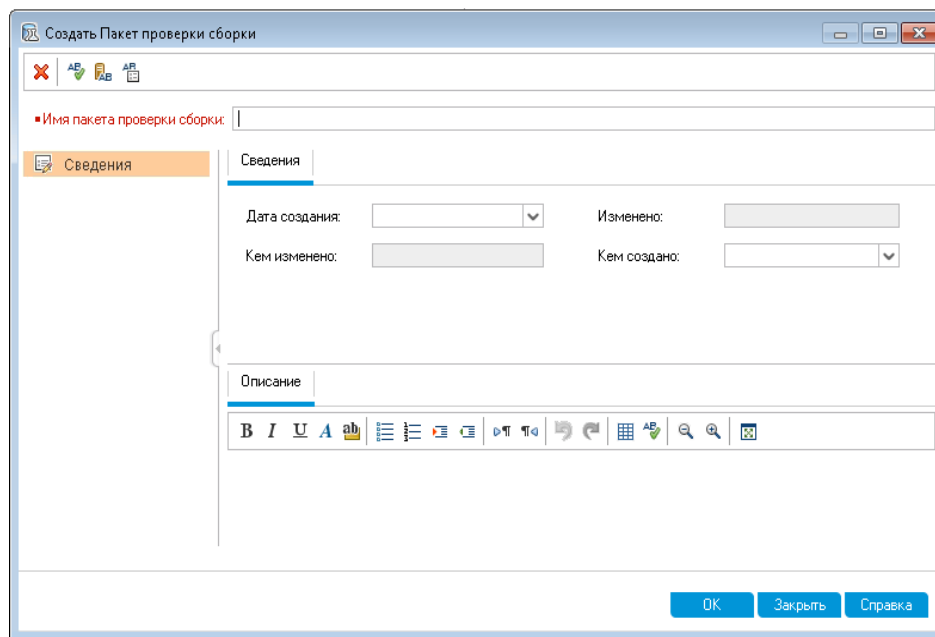 Создать Пакет проверки сборки
Имя пакета проверки сборки:
Сведения
Сведения
Дата создания:
Изменено:
Кем изменено:
Кем создано:
Описание
B I U A ab
OK
Закрыть
Справка